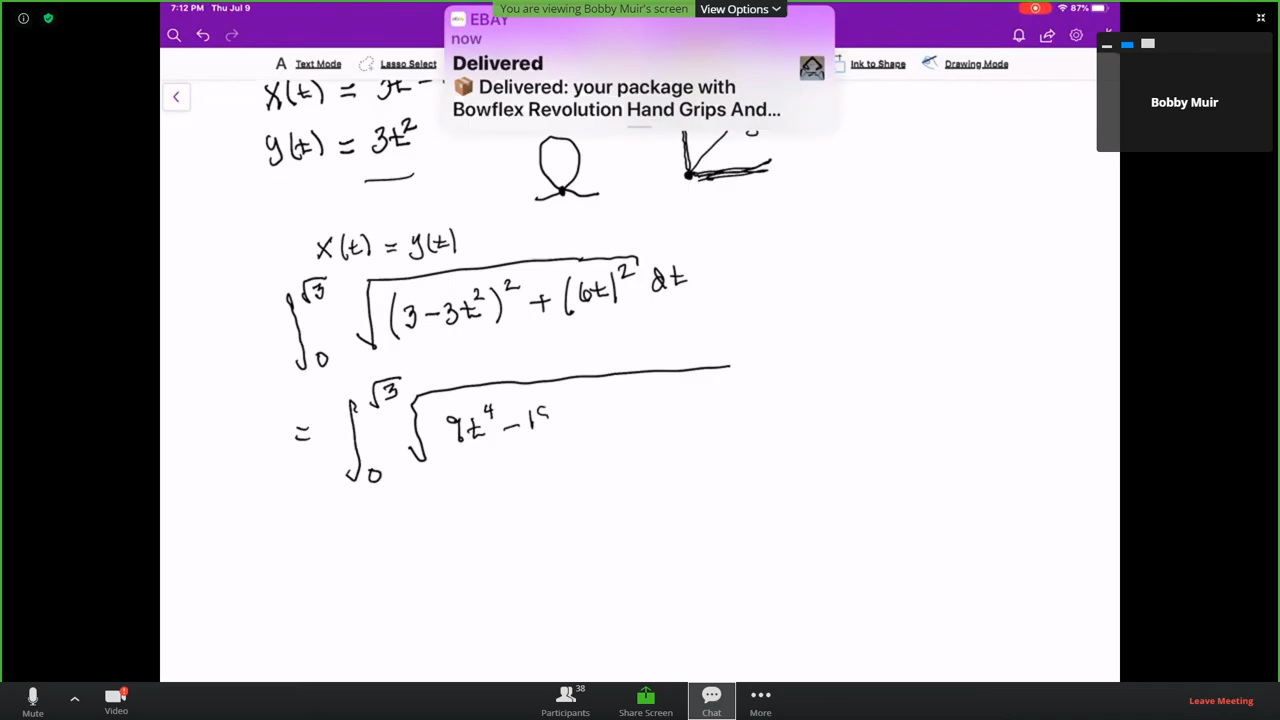 You are viewing Bobby Muir's screen View Options
7:12 PM Thu Jul 9
87%
EBAY
now
Delivered
📦 Delivered: your package with
Bowflex Revolution Hand Grips And...
A Text Mode
Lasso Select
Ink to Shape
Drawing Mode
Bobby Muir
x(t) = 3t -
y(t) = 3t²
x(t) = y(t)
∫₀^√3 √((3 - 3t²)² + (6t)²) dt
= ∫₀^√3 √(9t⁴ - 18
Mute
Video
Participants
38
Share Screen
Chat
More
Leave Meeting